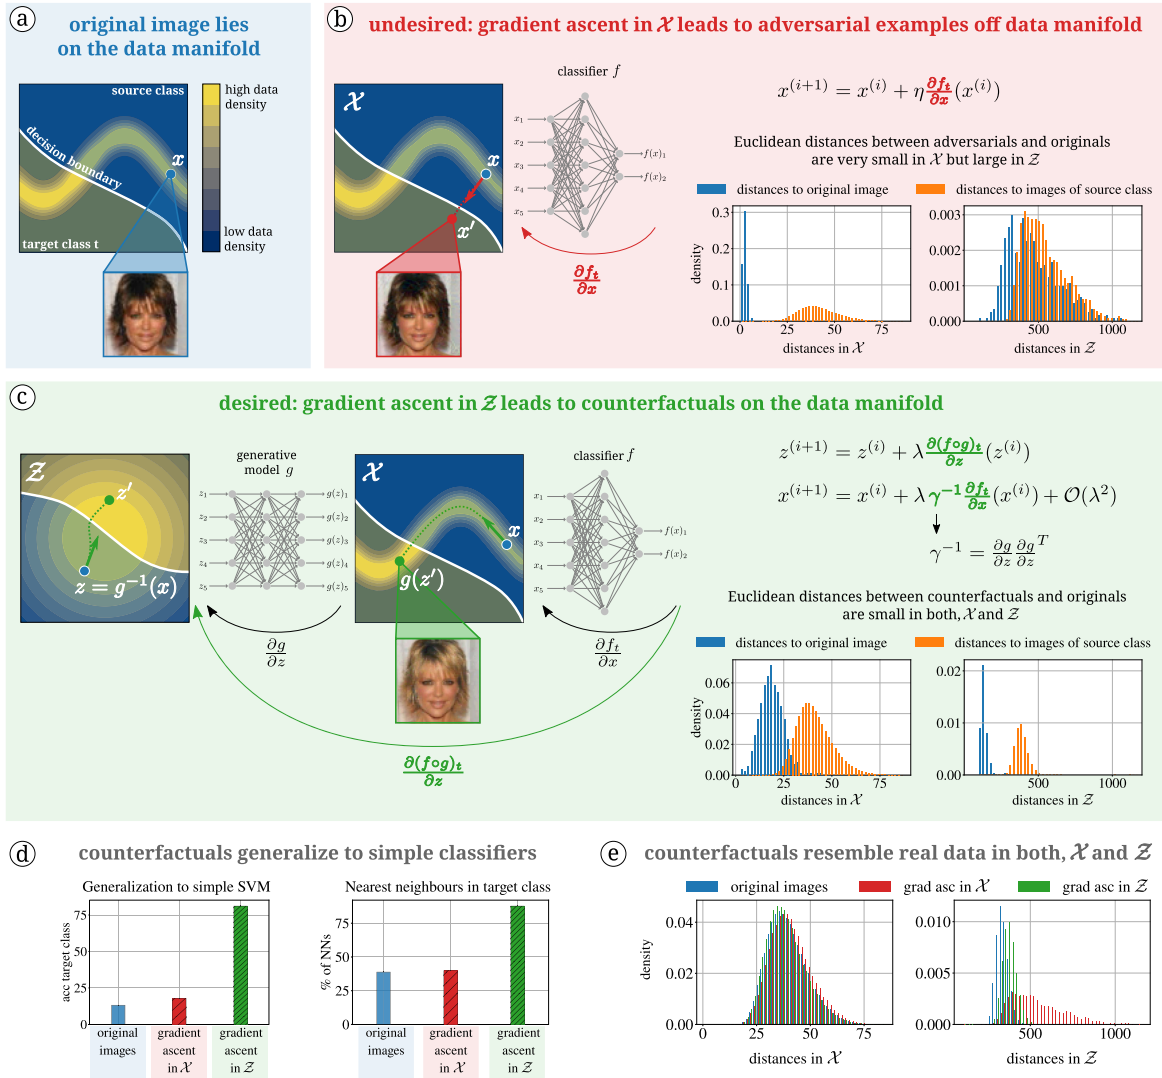 a
original image lies
on the data manifold
source class
decision boundary
x
target class t
high data
density
low data
density
b
undesired: gradient ascent in 𝒳 leads to adversarial examples off data manifold
𝒳
x
x′
classifier f
x₁
x₂
x₃
x₄
x₅
f(x)₁
f(x)₂
∂fₜ/∂x
x⁽ⁱ⁺¹⁾ = x⁽ⁱ⁾ + η ∂fₜ/∂x (x⁽ⁱ⁾)
Euclidean distances between adversarials and originals
are very small in 𝒳 but large in 𝒵
distances to original image
distances to images of source class
density
0.3
0.2
0.1
0.0
0 25 75
distances in 𝒳
0.003
0.002
0.001
0.000
500 1000
distances in 𝒵
c
desired: gradient ascent in 𝒵 leads to counterfactuals on the data manifold
𝒵
z′
z = g⁻¹(x)
generative
model g
z₁
z₂
z₃
z₄
z₅
g(z)₁
g(z)₂
g(z)₃
g(z)₄
g(z)₅
∂g/∂z
𝒳
x
g(z′)
classifier f
x₁
x₂
x₃
x₄
x₅
f(x)₁
f(x)₂
∂fₜ/∂x
∂(f∘g)ₜ/∂z
z⁽ⁱ⁺¹⁾ = z⁽ⁱ⁾ + λ ∂(f∘g)ₜ/∂z (z⁽ⁱ⁾)
x⁽ⁱ⁺¹⁾ = x⁽ⁱ⁾ + λ γ⁻¹ ∂fₜ/∂x (x⁽ⁱ⁾) + 𝒪(λ²)
γ⁻¹ = ∂g/∂z ∂g/∂z ᵀ
Euclidean distances between counterfactuals and originals
are small in both, 𝒳 and 𝒵
distances to original image
distances to images of source class
density
0.06
0.04
0.02
0.00
0 25 75
distances in 𝒳
0.02
0.01
0.00
500 1000
distances in 𝒵
d
counterfactuals generalize to simple classifiers
Generalization to simple SVM
acc target class
75
50
25
0
original
images
gradient
ascent
in 𝒳
gradient
ascent
in 𝒵
Nearest neighbours in target class
% of NNs
75
50
25
0
original
images
gradient
ascent
in 𝒳
gradient
ascent
in 𝒵
e
counterfactuals resemble real data in both, 𝒳 and 𝒵
original images
grad asc in 𝒳
grad asc in 𝒵
density
0.04
0.02
0.00
0 25 50 75
distances in 𝒳
0.010
0.005
0.000
500 1000
distances in 𝒵